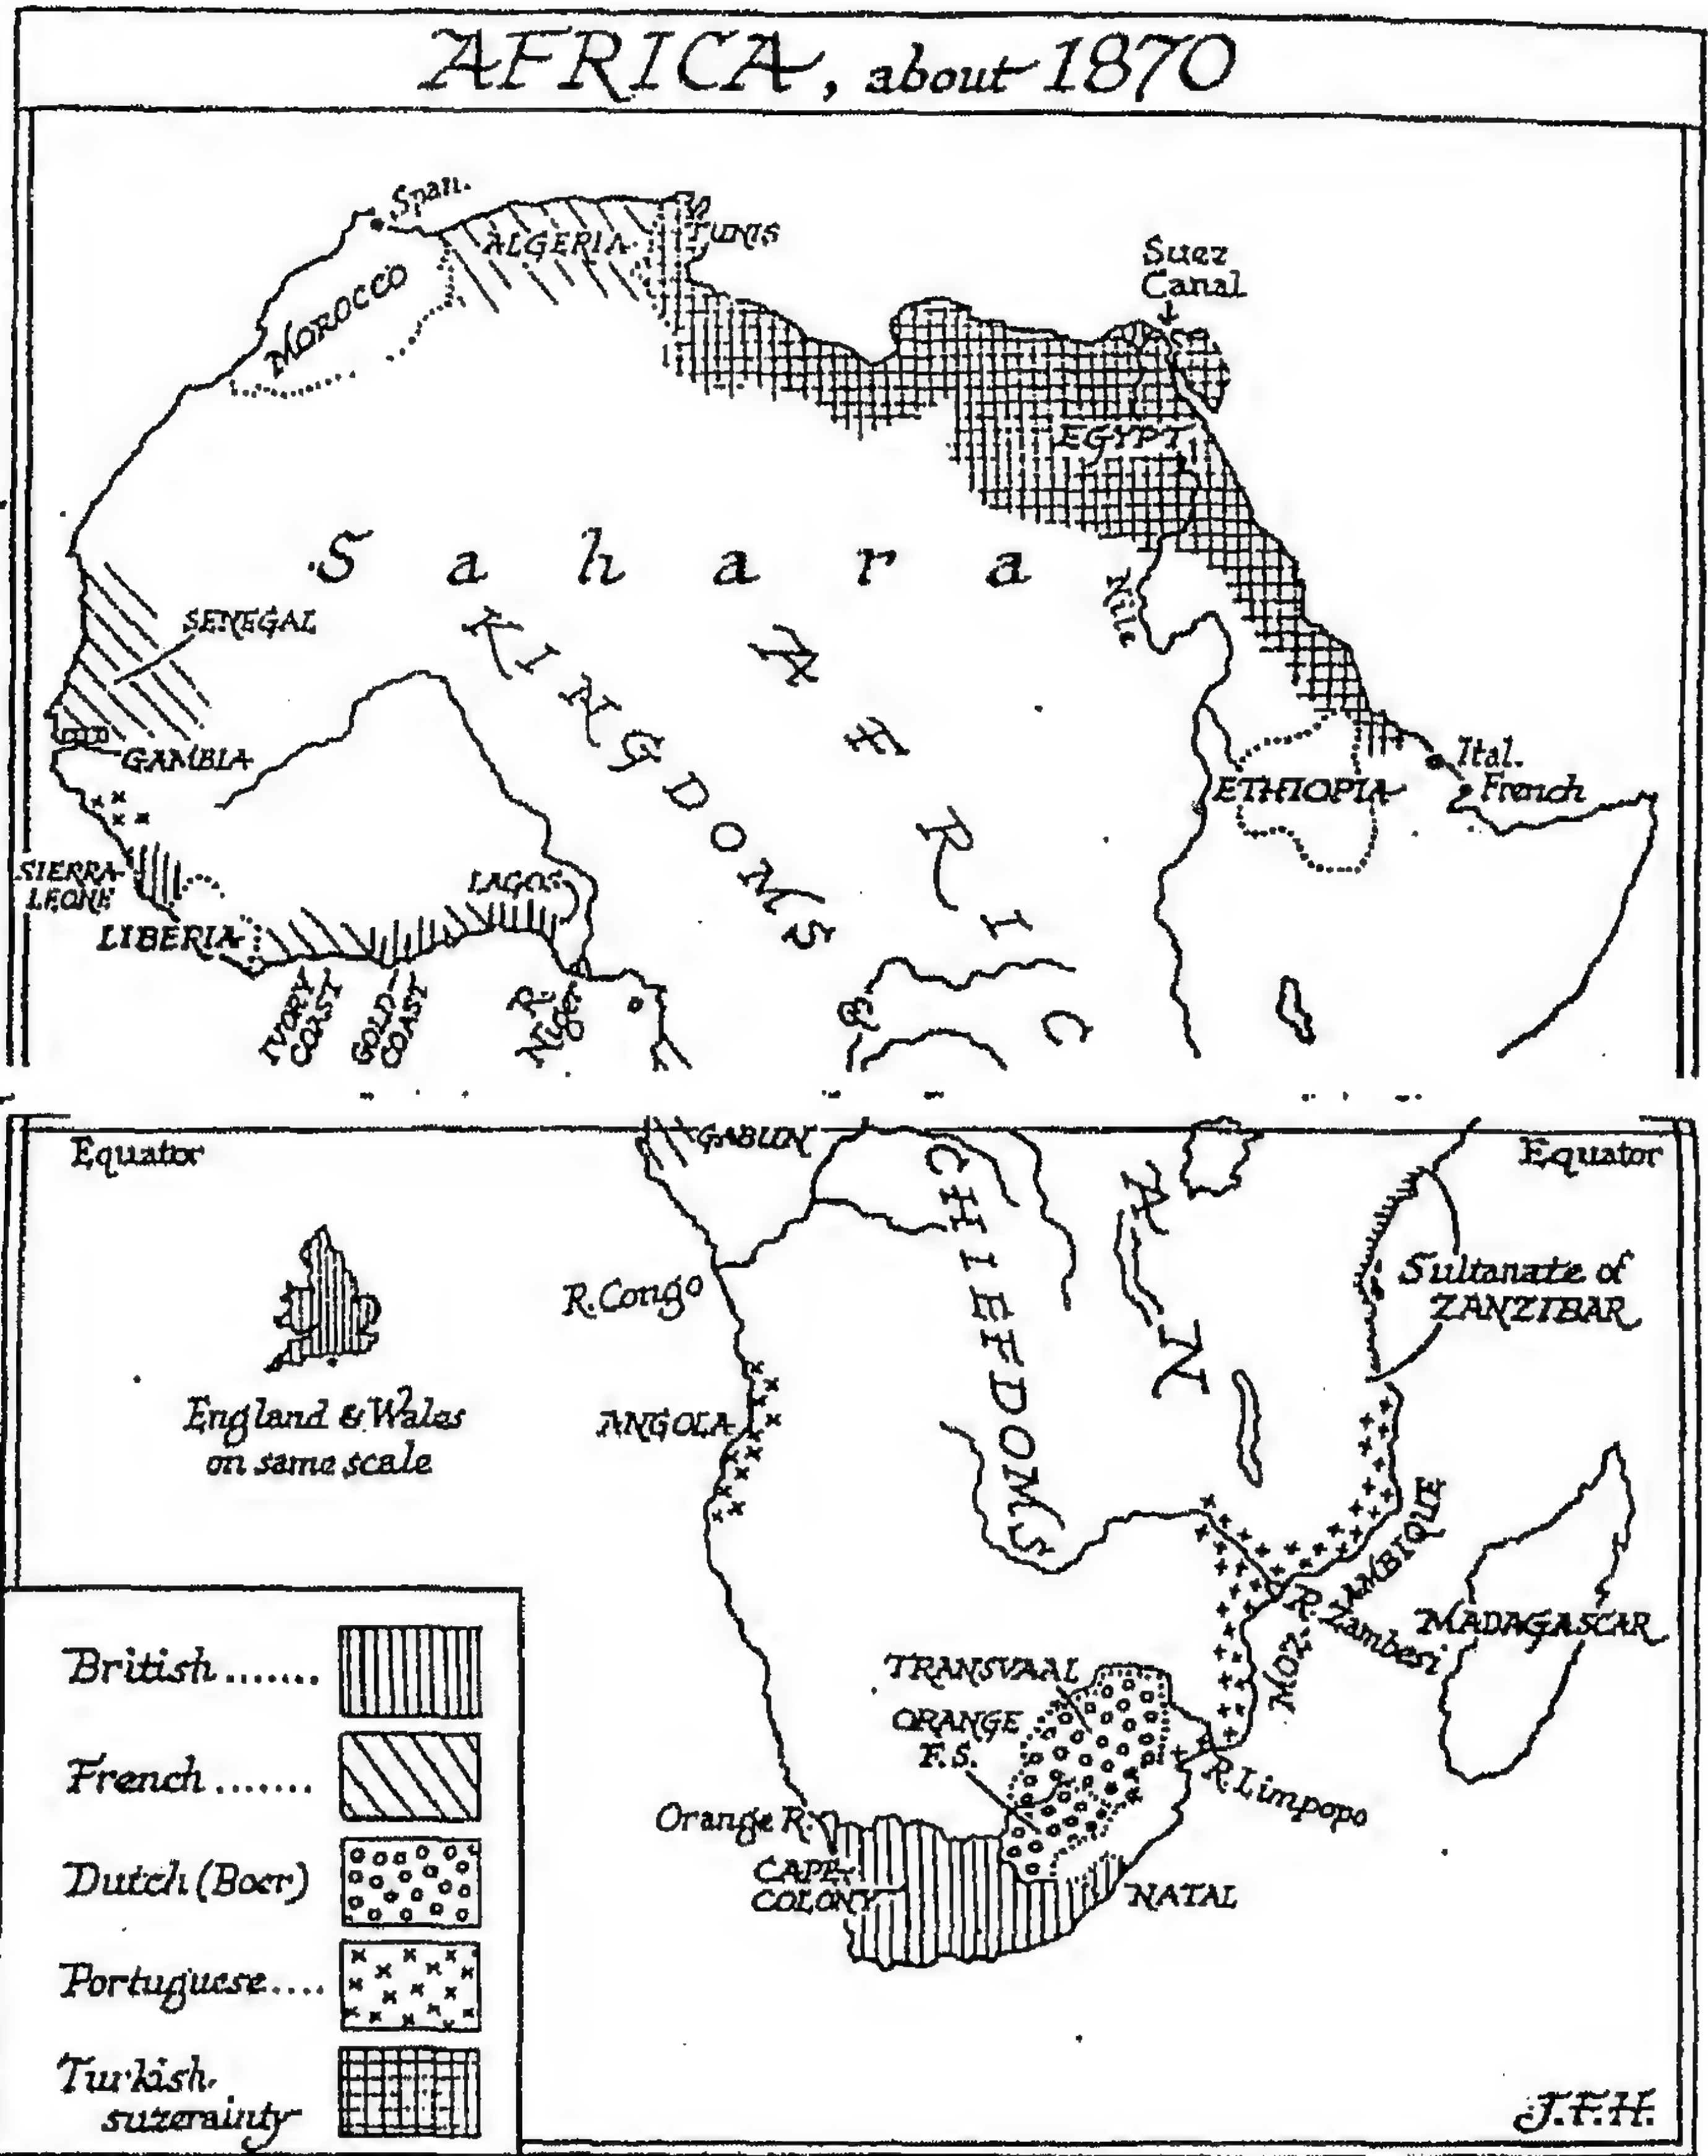 AFRICA, about 1870
Span.
TUNIS
ALGERIA
MOROCCO
Suez
Canal
EGYPT
Sahara
Nile
SENEGAL
KINGDOMS
AFRICAN
GAMBIA
ETHIOPIA
Ital.
French
SIERRA
LEONE
LAGOS
LIBERIA
IVORY
COAST
GOLD
COAST
R.
Niger
&
Equator
GABUN
Equator
CHIEFDOMS
R. Congo
Sultanate of
ZANZIBAR
England & Wales
on same scale
ANGOLA
MOZ-
AMBIQUE
R. Zambesi
MADAGASCAR
TRANSVAAL
ORANGE
F.S.
R. Limpopo
Orange R.
CAPE
COLONY
NATAL
British.......
French.......
Dutch (Boer)
Portuguese....
Turkish
suzerainty
J.F.H.